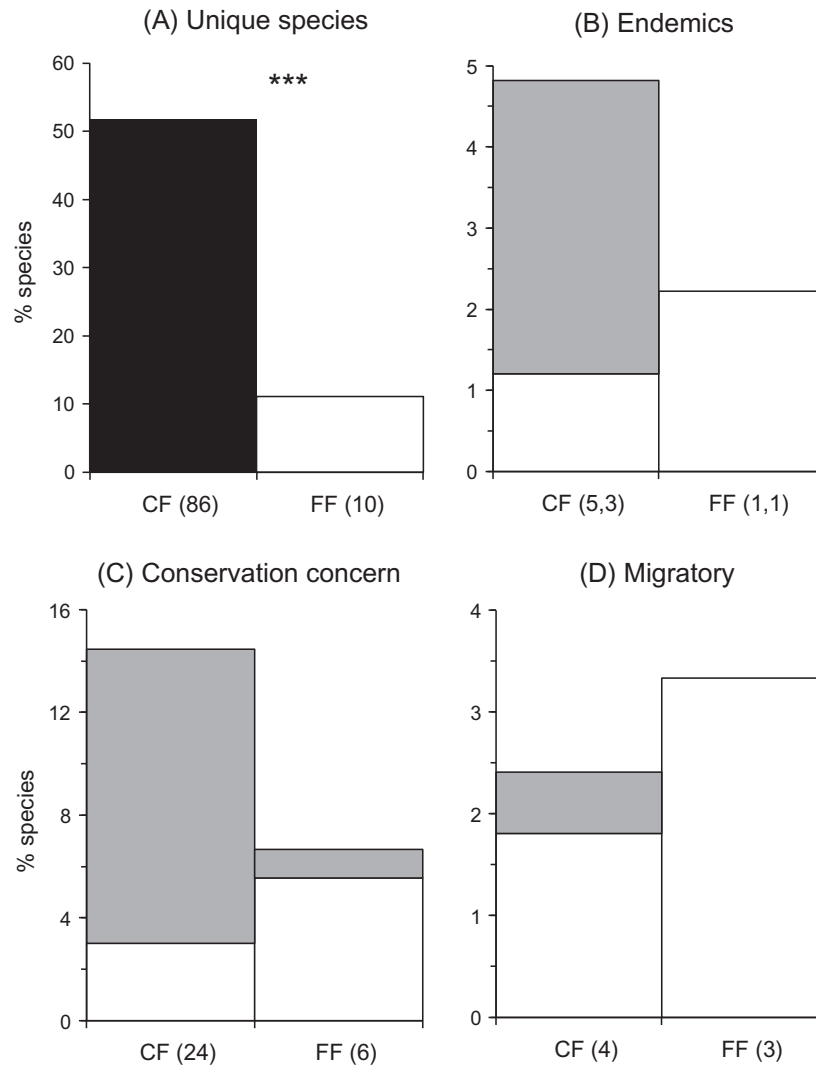 (A) Unique species
60
50
40
30
20
10
0
% species
***
CF (86)
FF (10)
(B) Endemics
5
4
3
2
1
0
CF (5,3)
FF (1,1)
(C) Conservation concern
16
12
8
4
0
% species
CF (24)
FF (6)
(D) Migratory
4
3
2
1
0
CF (4)
FF (3)